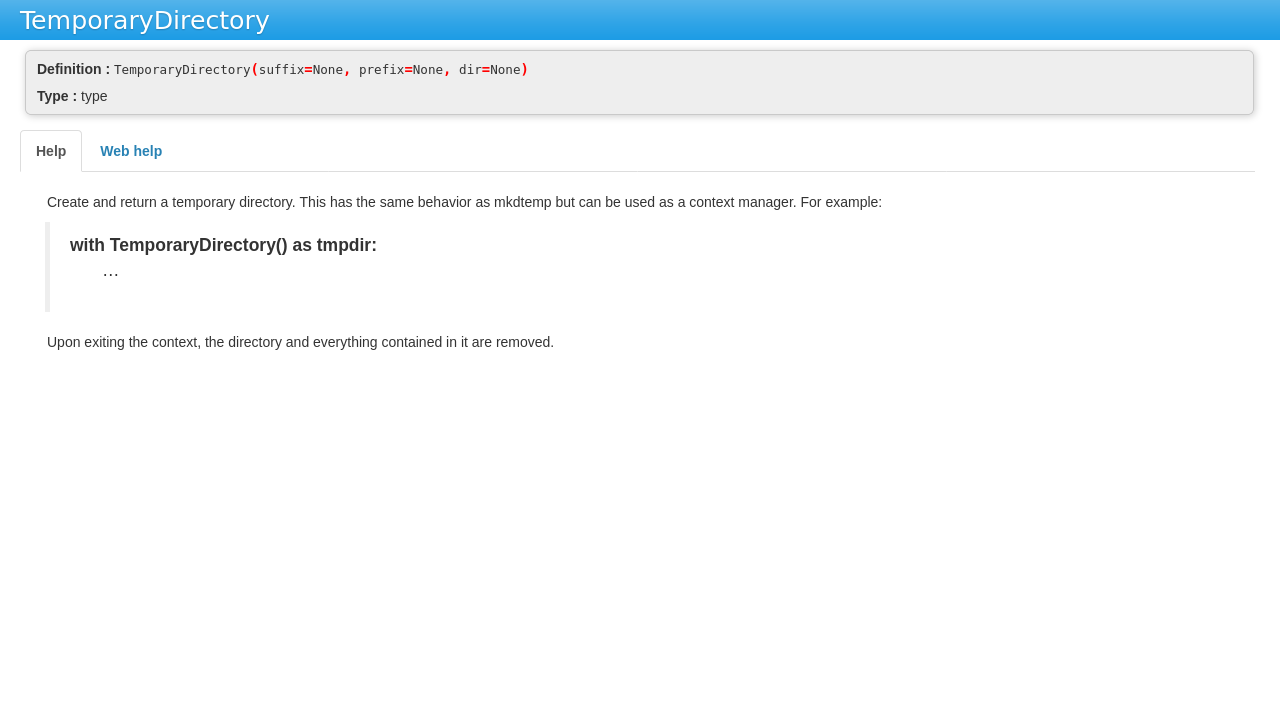 TemporaryDirectory
Definition : TemporaryDirectory(suffix=None, prefix=None, dir=None)
Type : type
Help
Web help
Create and return a temporary directory. This has the same behavior as mkdtemp but can be used as a context manager. For example:
with TemporaryDirectory() as tmpdir:
…
Upon exiting the context, the directory and everything contained in it are removed.